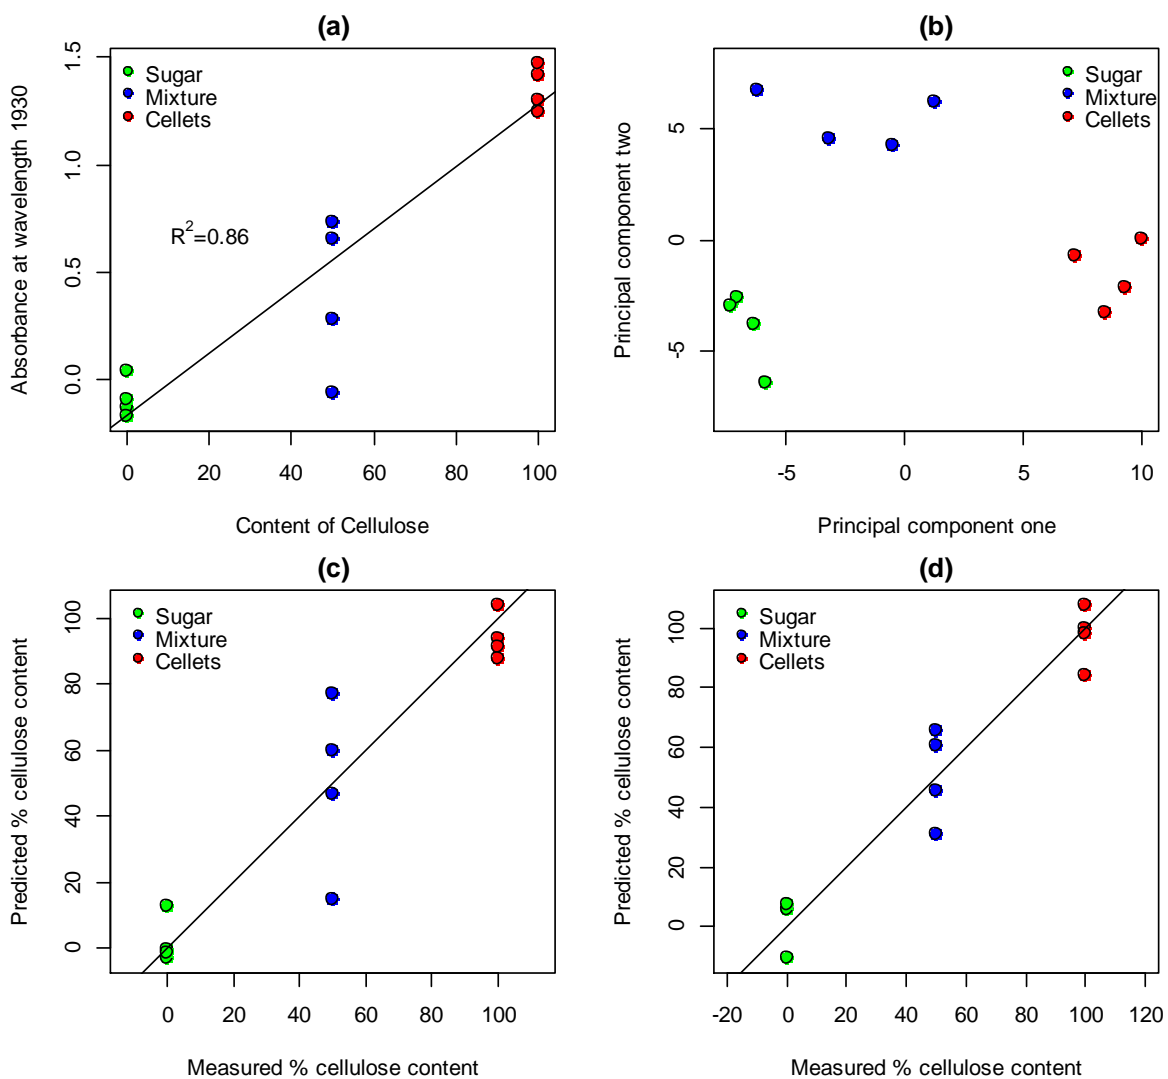 (a)
Absorbance at wavelength 1930
1.5
1.0
0.5
0.0
Sugar
Mixture
Cellets
R²=0.86
0 20 40 60 80 100
Content of Cellulose
(b)
Principal component two
5
0
-5
Sugar
Mixture
Cellets
-5 0 5 10
Principal component one
(c)
Predicted % cellulose content
100
80
60
40
20
0
Sugar
Mixture
Cellets
0 20 40 60 80 100
Measured % cellulose content
(d)
Predicted % cellulose content
100
80
60
40
20
0
Sugar
Mixture
Cellets
-20 0 20 40 60 80 100 120
Measured % cellulose content